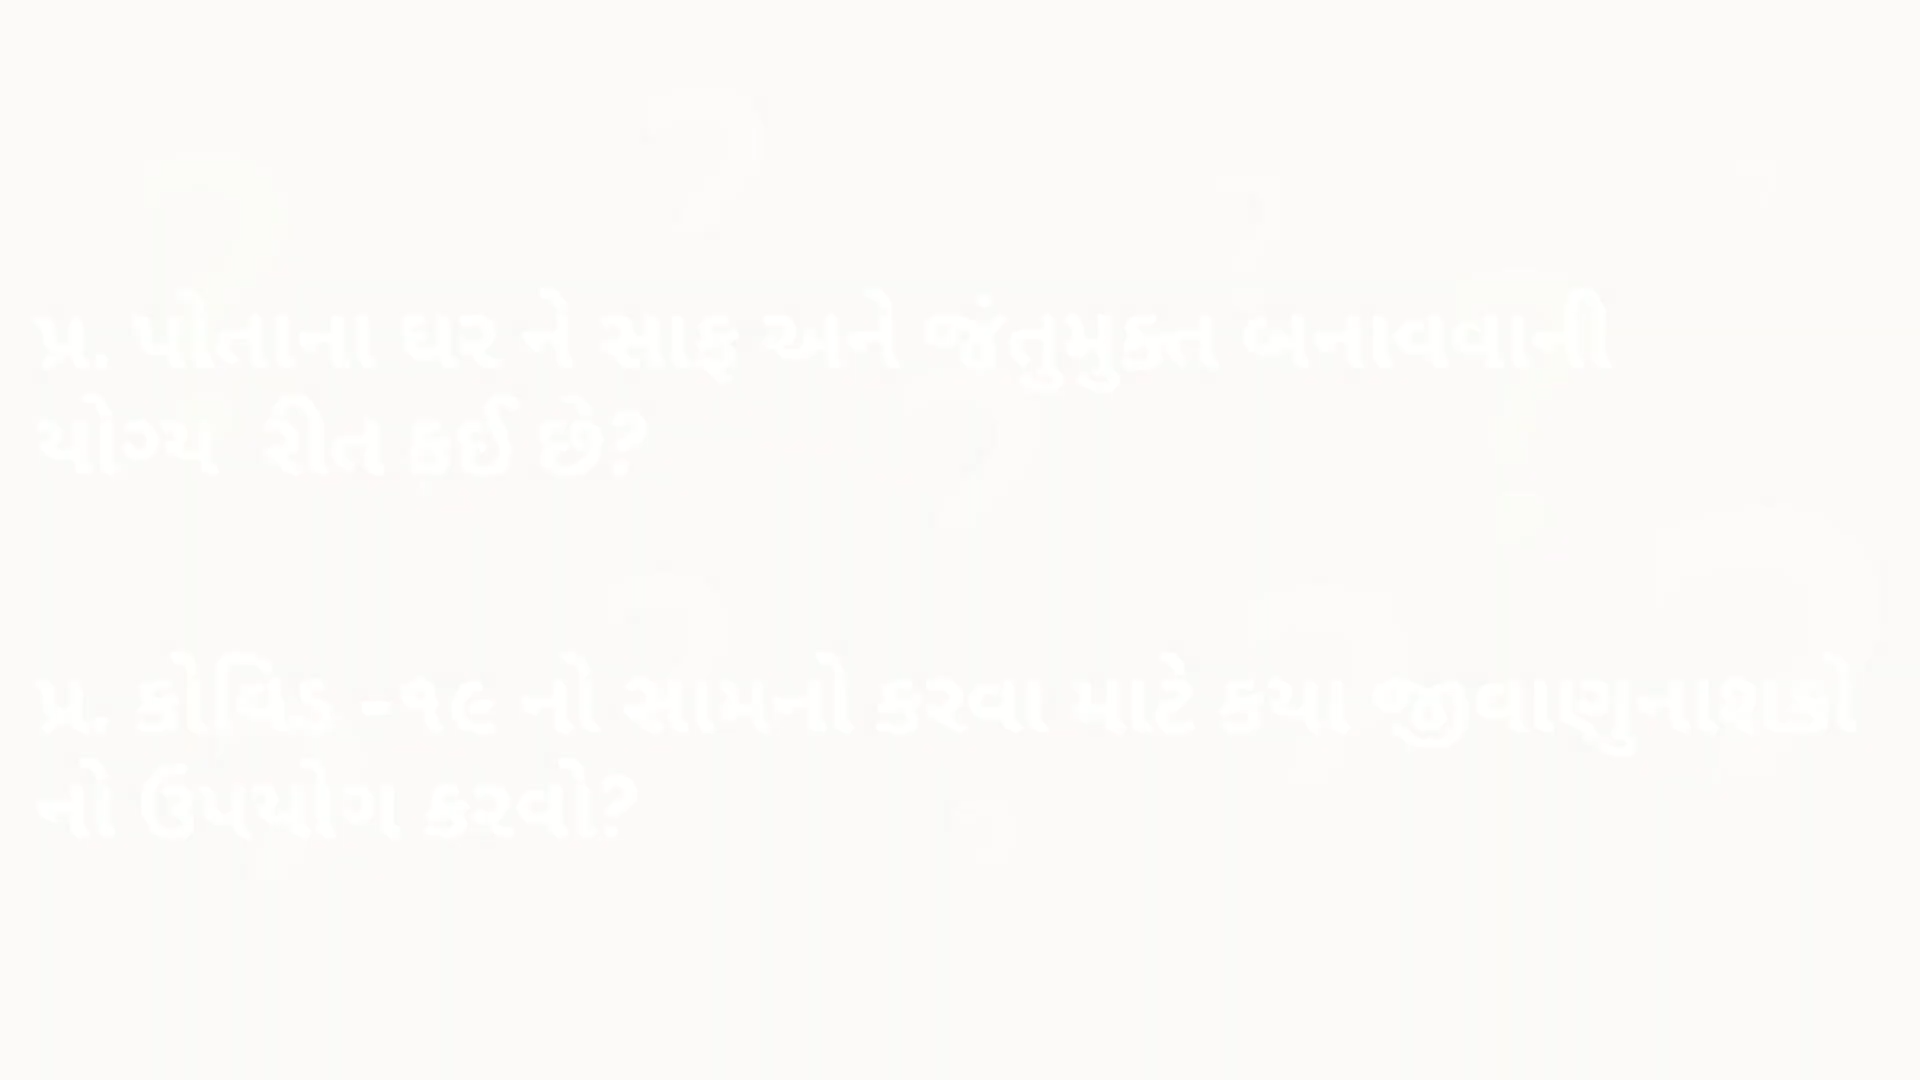 પ્ર. પોતાના ઘર ને સાફ અને જંતુમુક્ત બનાવવાની
યોગ્ય રીત કઈ છે?
પ્ર. કોવિડ -૧૯ નો સામનો કરવા માટે કયા જીવાણુનાશકો
નો ઉપયોગ કરવો?